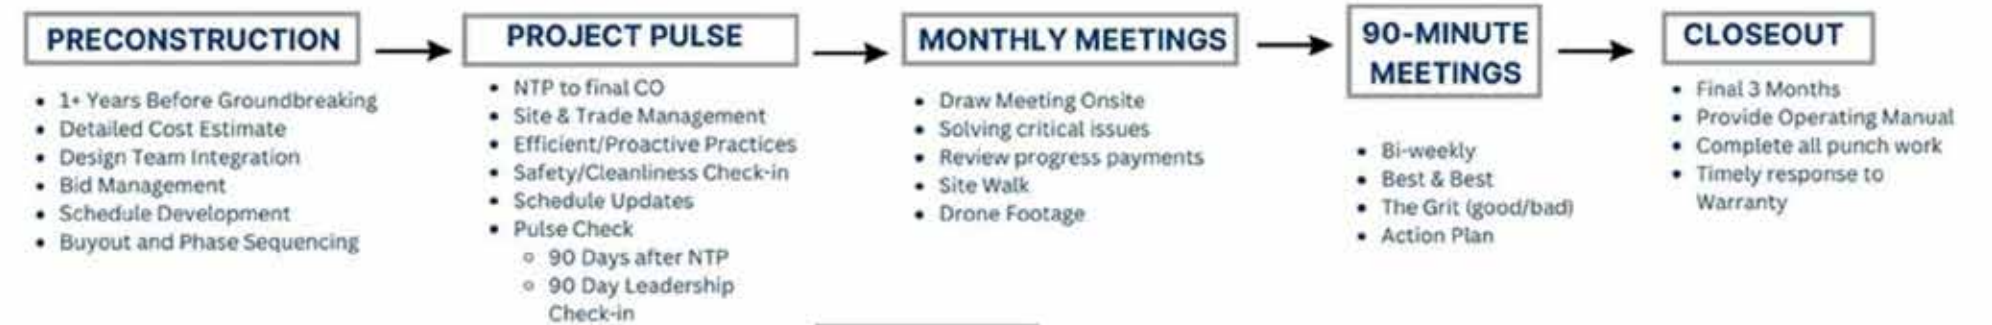 PRECONSTRUCTION
• 1+ Years Before Groundbreaking
• Detailed Cost Estimate
• Design Team Integration
• Bid Management
• Schedule Development
• Buyout and Phase Sequencing
PROJECT PULSE
• NTP to final CO
• Site & Trade Management
• Efficient/Proactive Practices
• Safety/Cleanliness Check-in
• Schedule Updates
• Pulse Check
○ 90 Days after NTP
○ 90 Day Leadership
Check-in
MONTHLY MEETINGS
• Draw Meeting Onsite
• Solving critical issues
• Review progress payments
• Site Walk
• Drone Footage
90-MINUTE
MEETINGS
• Bi-weekly
• Best & Best
• The Grit (good/bad)
• Action Plan
CLOSEOUT
• Final 3 Months
• Provide Operating Manual
• Complete all punch work
• Timely response to
Warranty